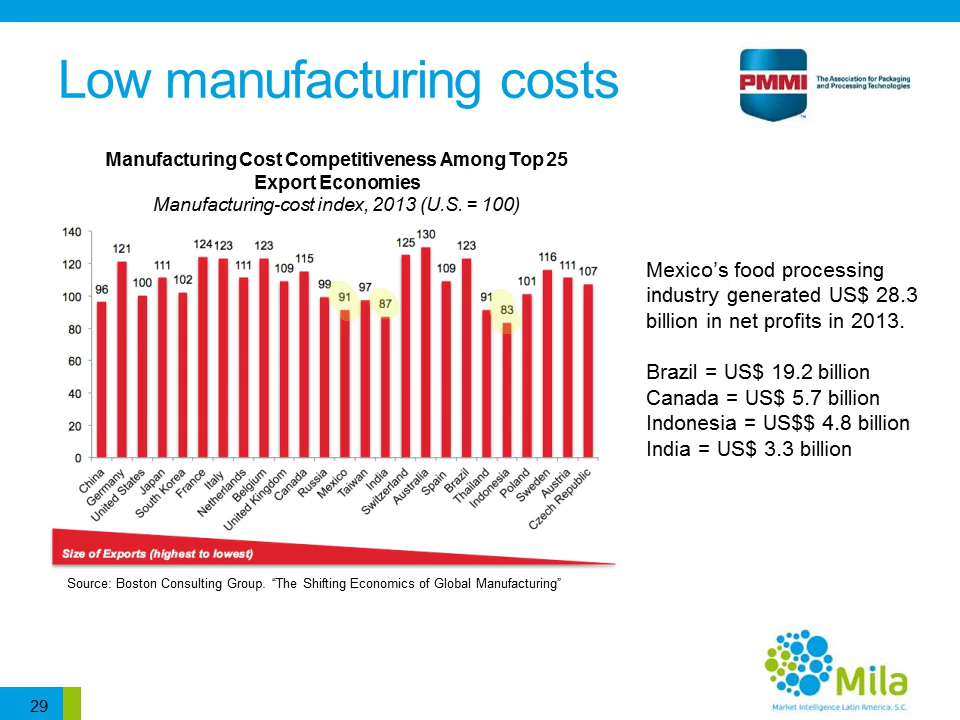 Low manufacturing costs
PMMI
The Association for Packaging
and Processing Technologies
TM
Manufacturing Cost Competitiveness Among Top 25
Export Economies
Manufacturing-cost index, 2013 (U.S. = 100)
140
120
100
80
60
40
20
0
96
121
100
111
102
124
123
111
123
109
115
99
91
97
87
125
130
109
123
91
83
101
116
111
107
China
Germany
United States
Japan
South Korea
France
Italy
Netherlands
Belgium
United Kingdom
Canada
Russia
Mexico
Taiwan
India
Switzerland
Australia
Spain
Brazil
Thailand
Indonesia
Poland
Sweden
Austria
Czech Republic
Size of Exports (highest to lowest)
Source: Boston Consulting Group. “The Shifting Economics of Global Manufacturing”
Mexico’s food processing
industry generated US$ 28.3
billion in net profits in 2013.
Brazil = US$ 19.2 billion
Canada = US$ 5.7 billion
Indonesia = US$$ 4.8 billion
India = US$ 3.3 billion
Mila
Market Intelligence Latin America, S.C.
29